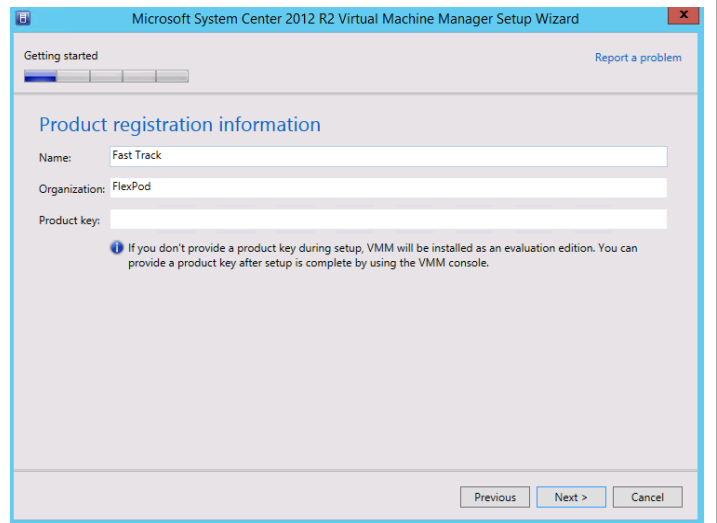 Microsoft System Center 2012 R2 Virtual Machine Manager Setup Wizard
x
Getting started
Report a problem
Product registration information
Name: Fast Track
Organization: FlexPod
Product key:
If you don't provide a product key during setup, VMM will be installed as an evaluation edition. You can
provide a product key after setup is complete by using the VMM console.
Previous Next > Cancel